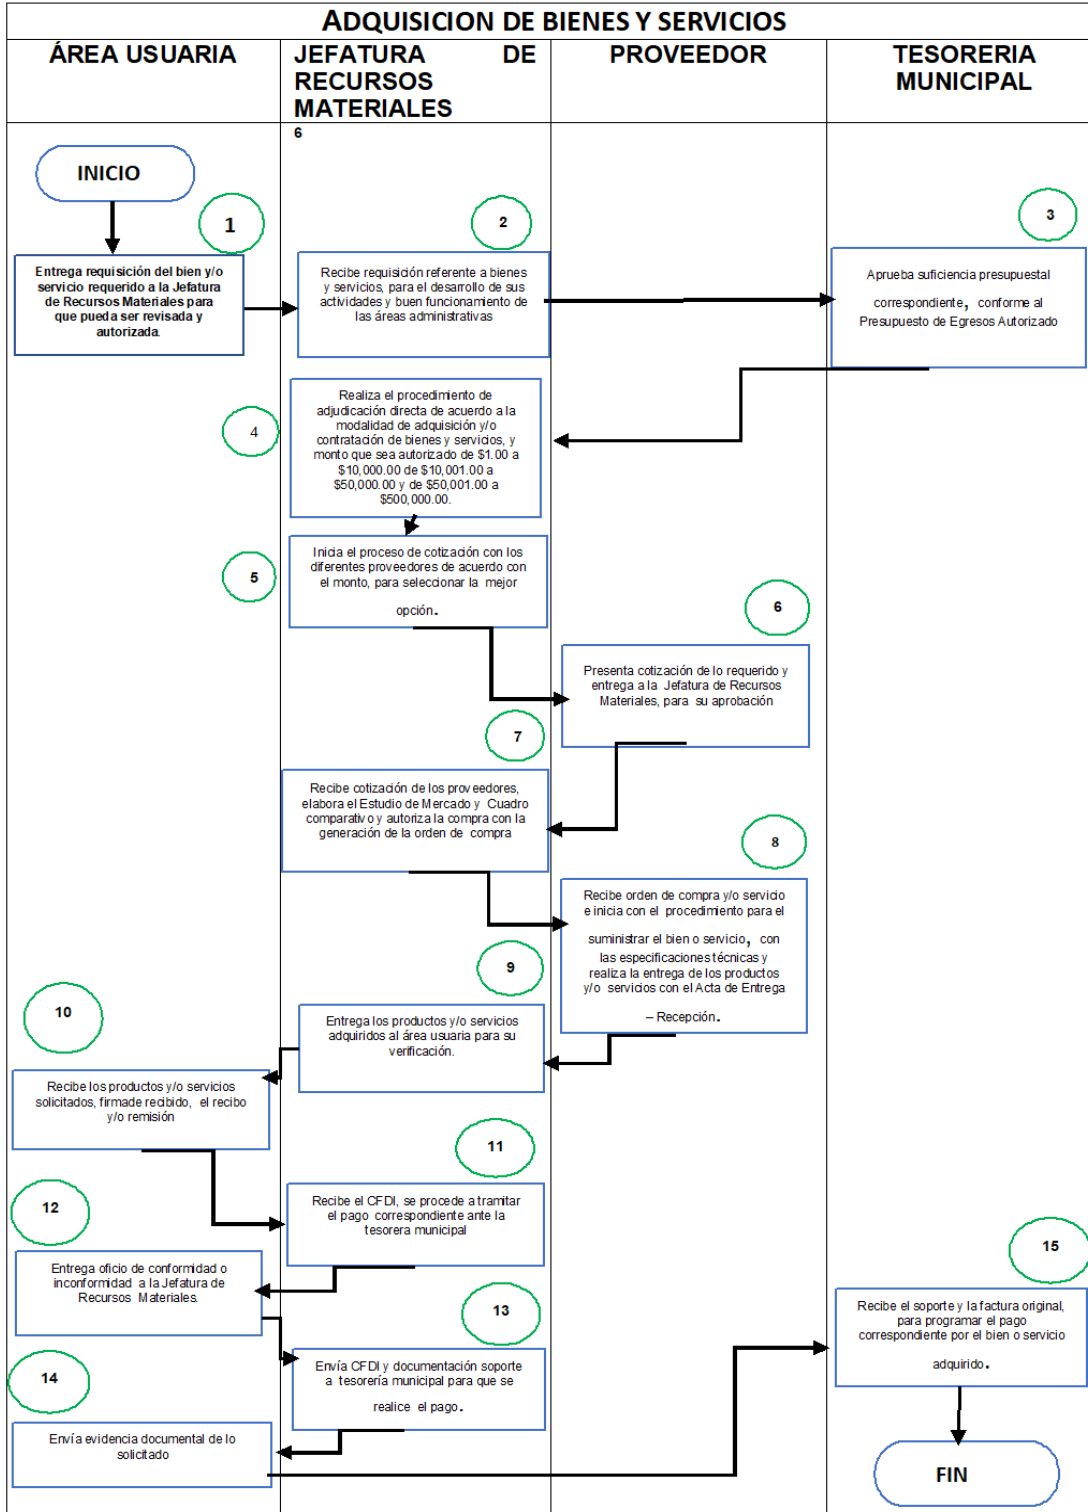 ADQUISICION DE BIENES Y SERVICIOS
ÁREA USUARIA
JEFATURA DE
RECURSOS
MATERIALES
PROVEEDOR
TESORERIA
MUNICIPAL
6
INICIO
1
Entrega requisición del bien y/o
servicio requerido a la Jefatura
de Recursos Materiales para
que pueda ser revisada y
autorizada.
2
Recibe requisición referente a bienes
y servicios, para el desarrollo de sus
actividades y buen funcionamiento de
las áreas administrativas
3
Aprueba suficiencia presupuestal
correspondiente, conforme al
Presupuesto de Egresos Autorizado
4
Realiza el procedimiento de
adjudicación directa de acuerdo a la
modalidad de adquisición y/o
contratación de bienes y servicios, y
monto que sea autorizado de $1.00 a
$10,000.00 de $10,001.00 a
$50,000.00 y de $50,001.00 a
$500,000.00.
5
Inicia el proceso de cotización con los
diferentes proveedores de acuerdo con
el monto, para seleccionar la mejor
opción.
6
Presenta cotización de lo requerido y
entrega a la Jefatura de Recursos
Materiales, para su aprobación
7
Recibe cotización de los proveedores,
elabora el Estudio de Mercado y Cuadro
comparativo y autoriza la compra con la
generación de la orden de compra
8
Recibe orden de compra y/o servicio
e inicia con el procedimiento para el
suministrar el bien o servicio, con
las especificaciones técnicas y
realiza la entrega de los productos
y/o servicios con el Acta de Entrega
– Recepción.
9
Entrega los productos y/o servicios
adquiridos al área usuaria para su
verificación.
10
Recibe los productos y/o servicios
solicitados, firmade recibido, el recibo
y/o remisión
11
Recibe el CFDI, se procede a tramitar
el pago correspondiente ante la
tesorera municipal
12
Entrega oficio de conformidad o
inconformidad a la Jefatura de
Recursos Materiales.
13
Envía CFDI y documentación soporte
a tesorería municipal para que se
realice el pago.
14
Envía evidencia documental de lo
solicitado
15
Recibe el soporte y la factura original,
para programar el pago
correspondiente por el bien o servicio
adquirido.
FIN